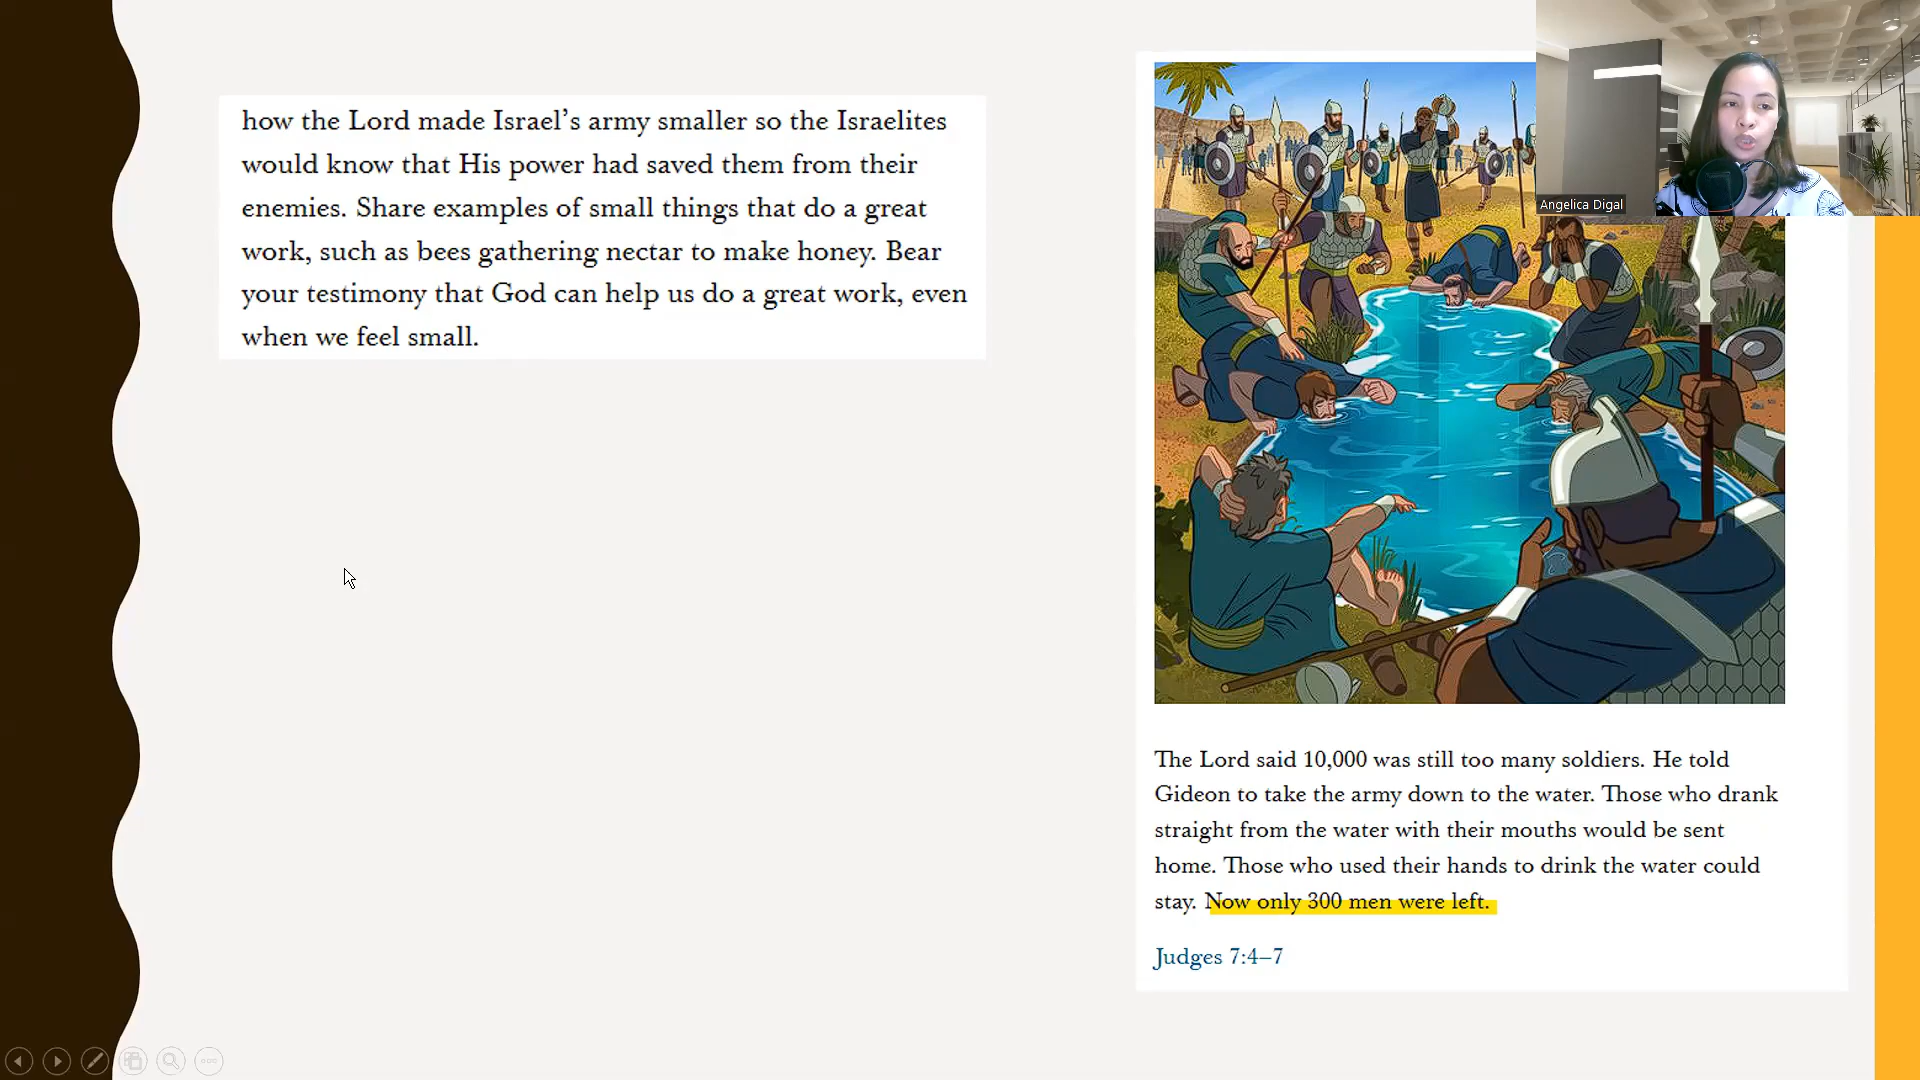 how the Lord made Israel’s army smaller so the Israelites
would know that His power had saved them from their
enemies. Share examples of small things that do a great
work, such as bees gathering nectar to make honey. Bear
your testimony that God can help us do a great work, even
when we feel small.
Angelica Digal
The Lord said 10,000 was still too many soldiers. He told
Gideon to take the army down to the water. Those who drank
straight from the water with their mouths would be sent
home. Those who used their hands to drink the water could
stay. Now only 300 men were left.
Judges 7:4–7